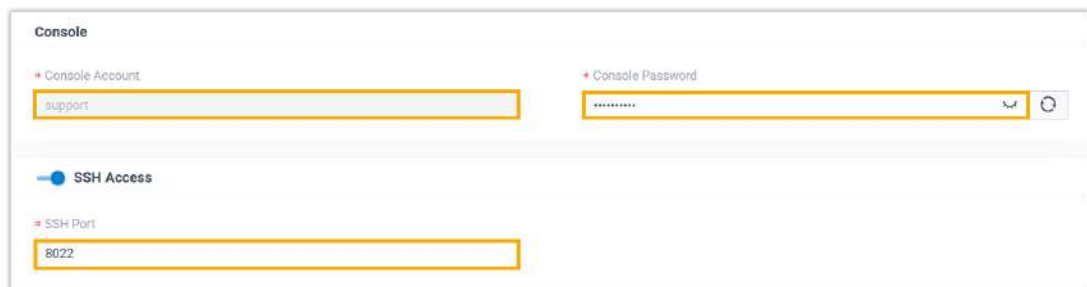 Console
* Console Account
* Console Password
support
••••••••••
SSH Access
* SSH Port
8022